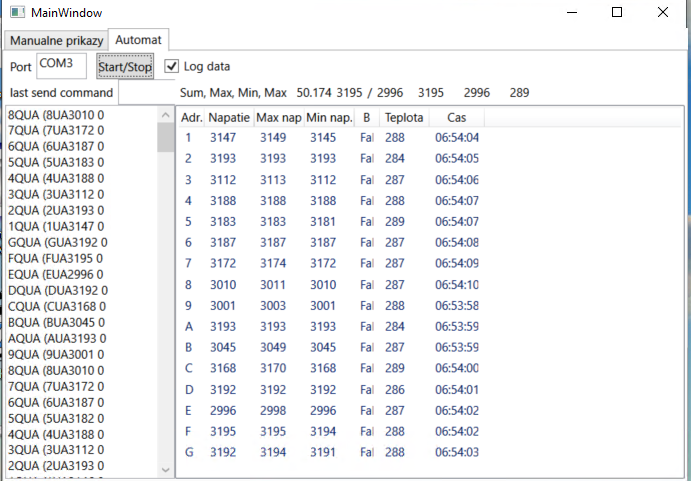 MainWindow
Manualne prikazy Automat
Port COM3 Start/Stop Log data
last send command Sum, Max, Min, Max 50.174 3195 / 2996 3195 2996 289
8QUA (8UA3010 0
7QUA (7UA3172 0
6QUA (6UA3187 0
5QUA (5UA3183 0
4QUA (4UA3188 0
3QUA (3UA3112 0
2QUA (2UA3193 0
1QUA (1UA3147 0
GQUA (GUA3192 0
FQUA (FUA3195 0
EQUA (EUA2996 0
DQUA (DUA3192 0
CQUA (CUA3168 0
BQUA (BUA3045 0
AQUA (AUA3193 0
9QUA (9UA3001 0
8QUA (8UA3010 0
7QUA (7UA3172 0
6QUA (6UA3187 0
5QUA (5UA3182 0
4QUA (4UA3188 0
3QUA (3UA3112 0
2QUA (2UA3193 0
Adr. Napatie Max nap Min nap. B Teplota Cas
1 3147 3149 3145 Fal 288 06:54:04
2 3193 3193 3193 Fal 284 06:54:05
3 3112 3113 3112 Fal 287 06:54:06
4 3188 3188 3188 Fal 288 06:54:07
5 3183 3183 3181 Fal 289 06:54:07
6 3187 3187 3187 Fal 287 06:54:08
7 3172 3174 3172 Fal 287 06:54:09
8 3010 3011 3010 Fal 287 06:54:10
9 3001 3003 3001 Fal 288 06:53:58
A 3193 3193 3193 Fal 284 06:53:59
B 3045 3049 3045 Fal 287 06:53:59
C 3168 3170 3168 Fal 289 06:54:00
D 3192 3192 3192 Fal 286 06:54:01
E 2996 2998 2996 Fal 287 06:54:02
F 3195 3195 3194 Fal 288 06:54:02
G 3192 3194 3191 Fal 288 06:54:03